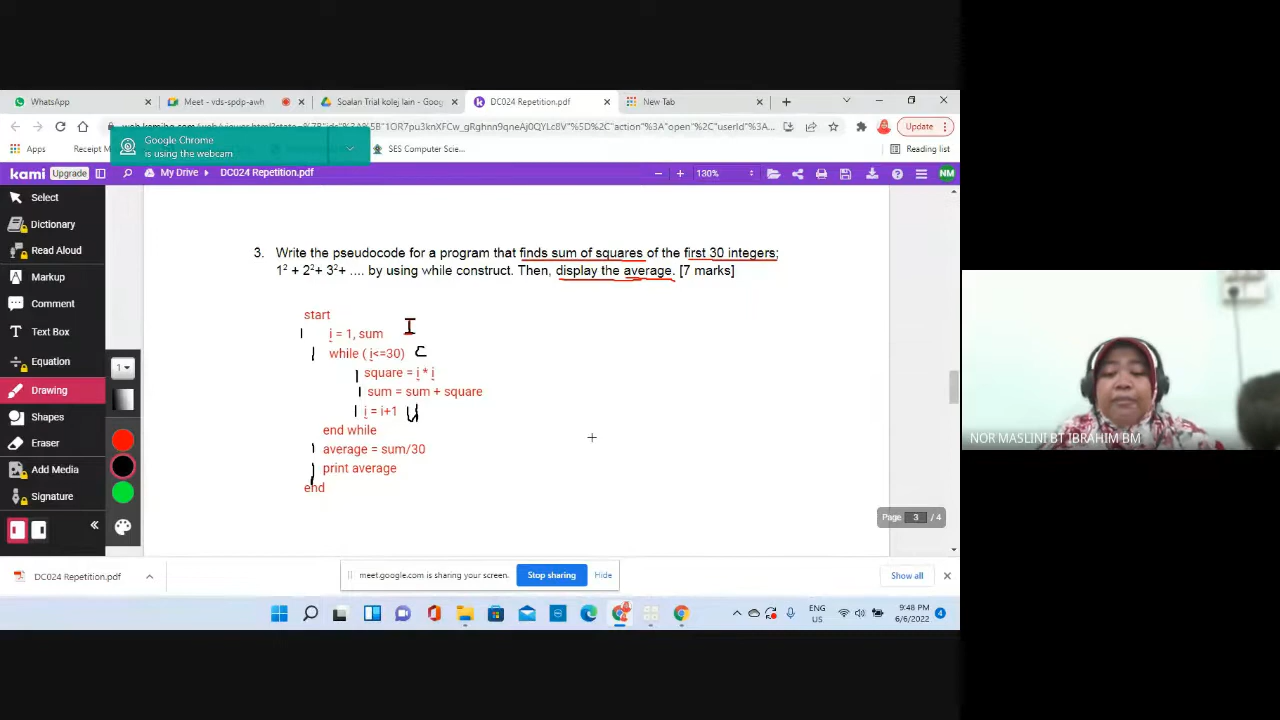 WhatsApp
Meet - vds-spdp-awh
Soalan Trial kolej lain - Goog
DC024 Repetition.pdf
New Tab
Google Chrome
is using the webcam
Update
Apps
Receipt M
SES Computer Scie...
Reading list
kami
Upgrade
My Drive
DC024 Repetition.pdf
130%
NM
Select
Dictionary
Read Aloud
Markup
Comment
Text Box
Equation
Drawing
Shapes
Eraser
Add Media
Signature
1
3. Write the pseudocode for a program that finds sum of squares of the first 30 integers;
1² + 2²+ 3²+ .... by using while construct. Then, display the average. [7 marks]
start
i = 1, sum I
while ( i<=30) C
square = i * i
sum = sum + square
i = i+1 U
end while
average = sum/30
print average
end
Page 3 / 4
NOR MASLINI BT IBRAHIM BM
DC024 Repetition.pdf
meet.google.com is sharing your screen.
Stop sharing
Hide
Show all
ENG
US
9:48 PM
6/6/2022
4